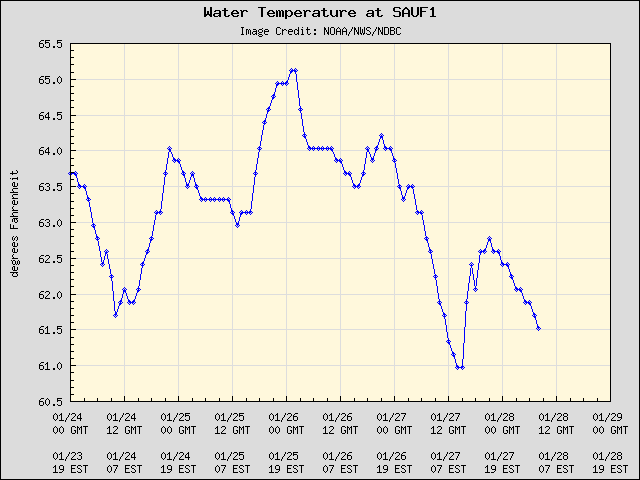 Water Temperature at SAUF1
Image Credit: NOAA/NWS/NDBC
degrees Fahrenheit
65.5
65.0
64.5
64.0
63.5
63.0
62.5
62.0
61.5
61.0
60.5
01/24 01/24 01/25 01/25 01/26 01/26 01/27 01/27 01/28 01/28 01/29
00 GMT 12 GMT 00 GMT 12 GMT 00 GMT 12 GMT 00 GMT 12 GMT 00 GMT 12 GMT 00 GMT
01/23 01/24 01/24 01/25 01/25 01/26 01/26 01/27 01/27 01/28 01/28
19 EST 07 EST 19 EST 07 EST 19 EST 07 EST 19 EST 07 EST 19 EST 07 EST 19 EST